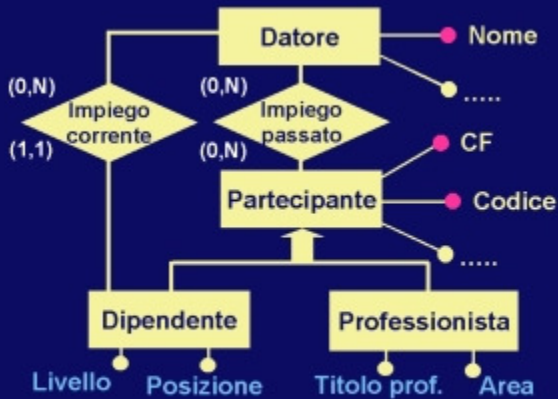 Datore
Nome
.....
(0,N)
Impiego
corrente
(1,1)
(0,N)
Impiego
passato
(0,N)
CF
Partecipante
Codice
.....
Dipendente
Professionista
Livello
Posizione
Titolo prof.
Area